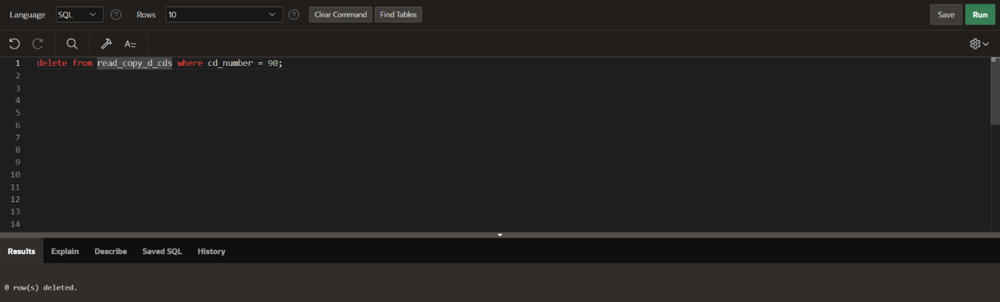 Language SQL ? Rows 10 ? Clear Command Find Tables Save Run
A::
1 delete from read_copy_d_cds where cd_number = 90;
2
3
4
5
6
7
8
9
10
11
12
13
14
Results Explain Describe Saved SQL History
0 row(s) deleted.